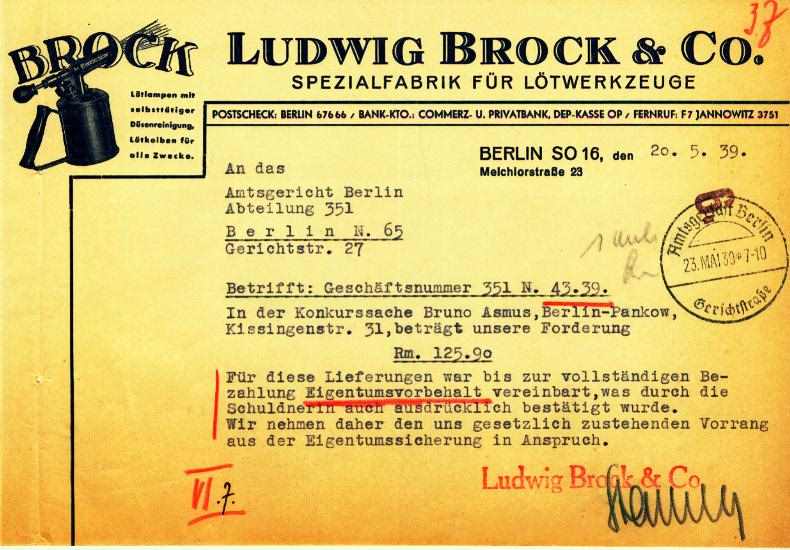 37
BROCK
LUDWIG BROCK & CO.
SPEZIALFABRIK FÜR LÖTWERKZEUGE
Lötlampen mit
selbsttätiger
Düsenreinigung,
Lötkolben für
alle Zwecke.
POSTSCHECK: BERLIN 67666 / BANK-KTO.: COMMERZ- U. PRIVATBANK, DEP.-KASSE OP / FERNRUF: F7 JANNOWITZ 3751
BERLIN SO 16, den 20. 5. 39.
Melchiorstraße 23
An das
Amtsgericht Berlin
Abteilung 351
Berlin N. 65
Gerichtstr. 27
Amtsgericht Berlin
23.MAI39*7-10
Gerichtstraße
Betrifft: Geschäftsnummer 351 N. 43.39.
In der Konkurssache Bruno Asmus,Berlin-Pankow,
Kissingenstr. 31,beträgt unsere Forderung
Rm. 125.90
Für diese Lieferungen war bis zur vollständigen Be-
zahlung Eigentumsvorbehalt vereinbart,was durch die
Schuldnerin auch ausdrücklich bestätigt wurde.
Wir nehmen daher den uns gesetzlich zustehenden Vorrang
aus der Eigentumssicherung in Anspruch.
Ludwig Brock & Co.
VI.7.